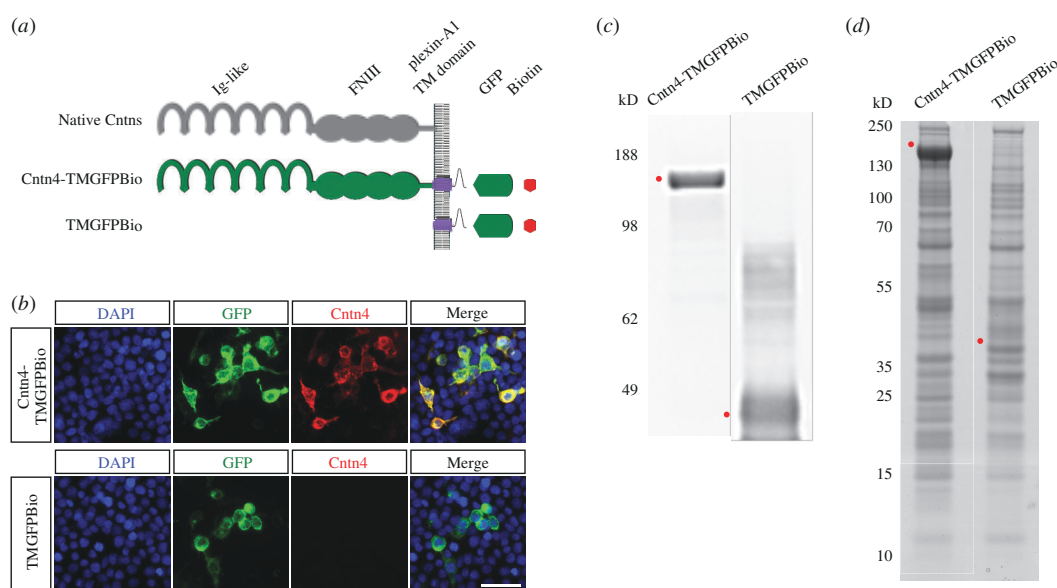 (a)
Ig-like
FNIII
plexin-A1
TM domain
GFP
Biotin
Native Cntns
Cntn4-TMGFPBio
TMGFPBio
(b)
DAPI
GFP
Cntn4
Merge
Cntn4-
TMGFPBio
DAPI
GFP
Cntn4
Merge
TMGFPBio
(c)
Cntn4-TMGFPBio
TMGFPBio
kD
188
98
62
49
(d)
Cntn4-TMGFPBio
TMGFPBio
kD
250
130
100
70
55
35
25
15
10